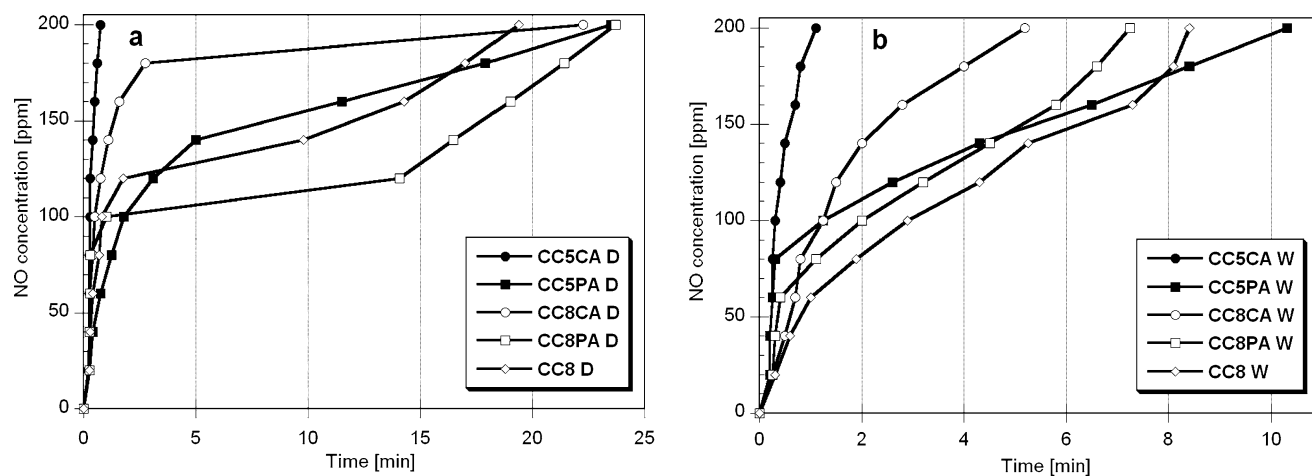 a
NO concentration [ppm]
200
150
100
50
0
0 5 10 15 20 25
Time [min]
CC5CA D
CC5PA D
CC8CA D
CC8PA D
CC8 D
b
NO concentration [ppm]
200
150
100
50
0
0 2 4 6 8 10
Time [min]
CC5CA W
CC5PA W
CC8CA W
CC8PA W
CC8 W